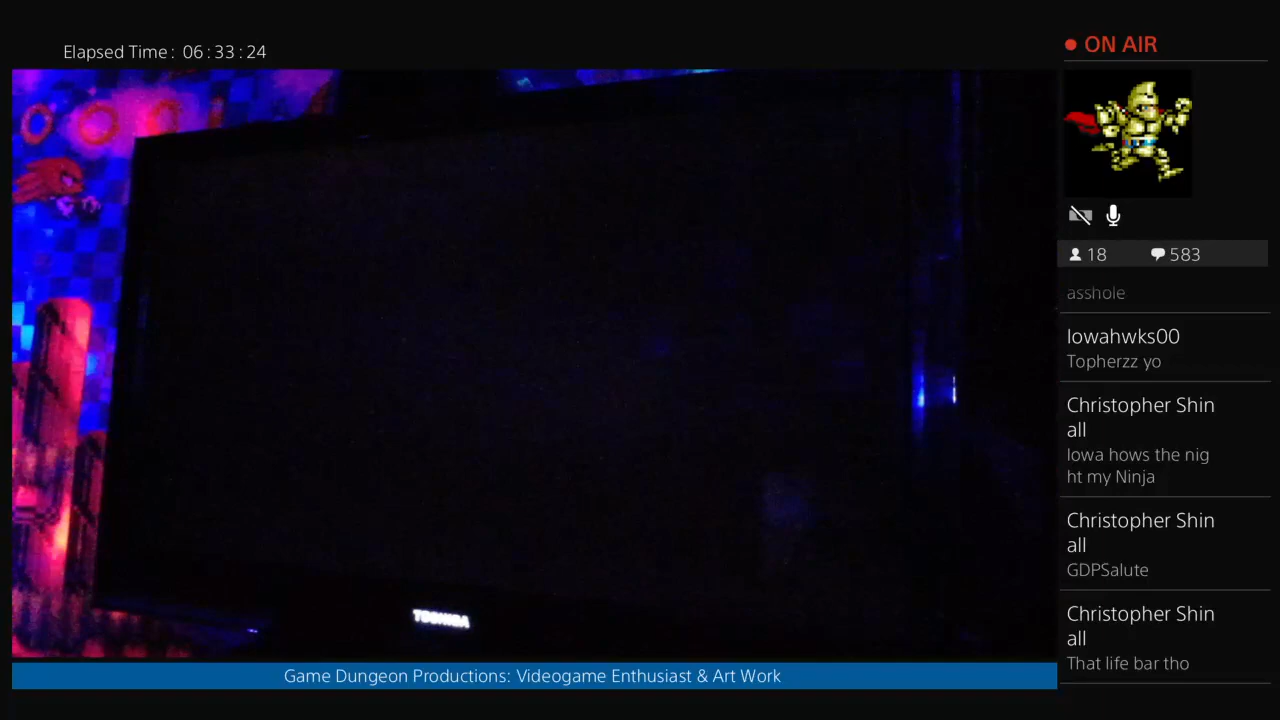 Elapsed Time: 06:33:24
ON AIR
18 583
asshole
Iowahwks00
Topherzz yo
Christopher Shin
all
Iowa hows the nig
ht my Ninja
Christopher Shin
all
GDPSalute
Christopher Shin
all
That life bar tho
TOSHIBA
Game Dungeon Productions: Videogame Enthusiast & Art Work